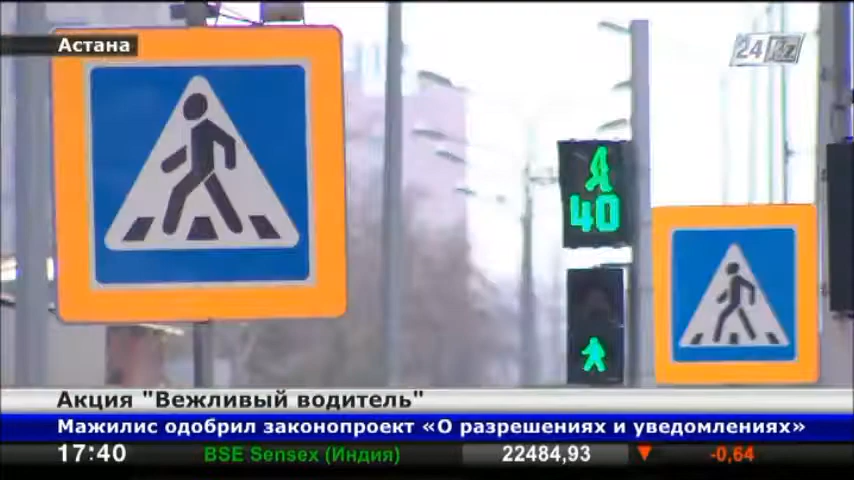 Астана
24kz
40
Акция "Вежливый водитель"
Мажилис одобрил законопроект «О разрешениях и уведомлениях»
17:40 BSE Sensex (Индия) 22484,93 ▼ -0,64